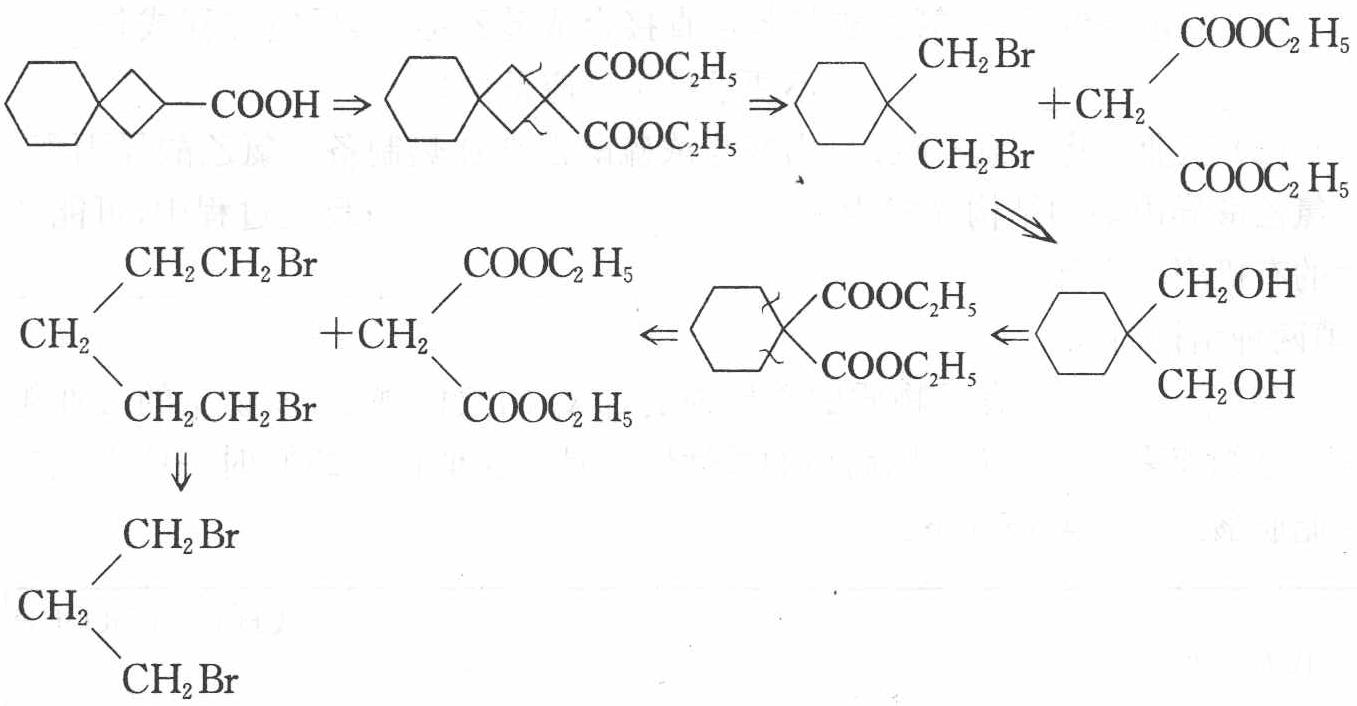 COOH ⇒ COOC₂H₅ COOC₂H₅ ⇒ CH₂Br CH₂Br + CH₂ COOC₂H₅ COOC₂H₅
CH₂ CH₂CH₂Br CH₂CH₂Br + CH₂ COOC₂H₅ COOC₂H₅ ⇐ COOC₂H₅ COOC₂H₅ ⇐ CH₂OH CH₂OH
⇓
CH₂Br
CH₂
CH₂Br